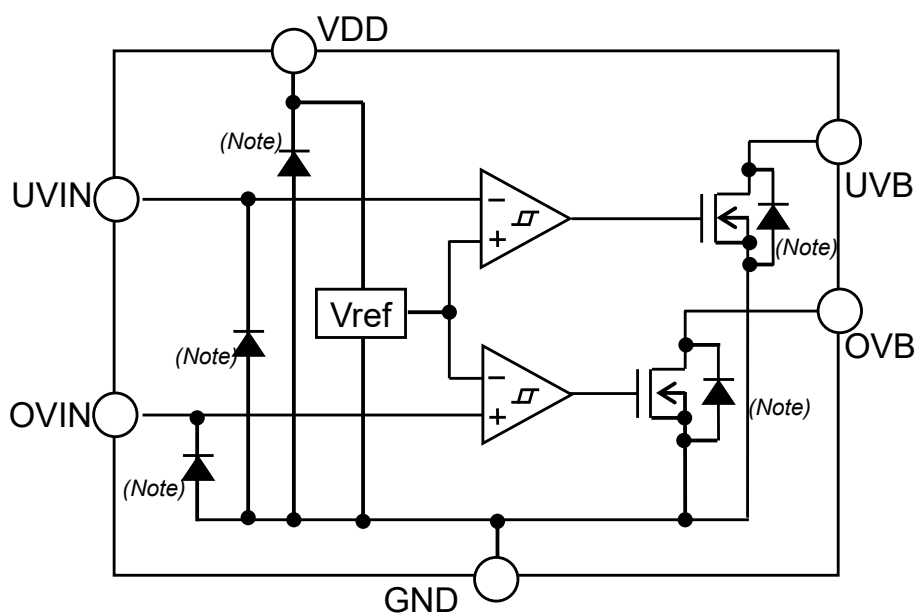 VDD
(Note)
UVIN
UVB
−
+
(Note)
Vref
(Note)
OVB
OVIN
−
+
(Note)
(Note)
GND